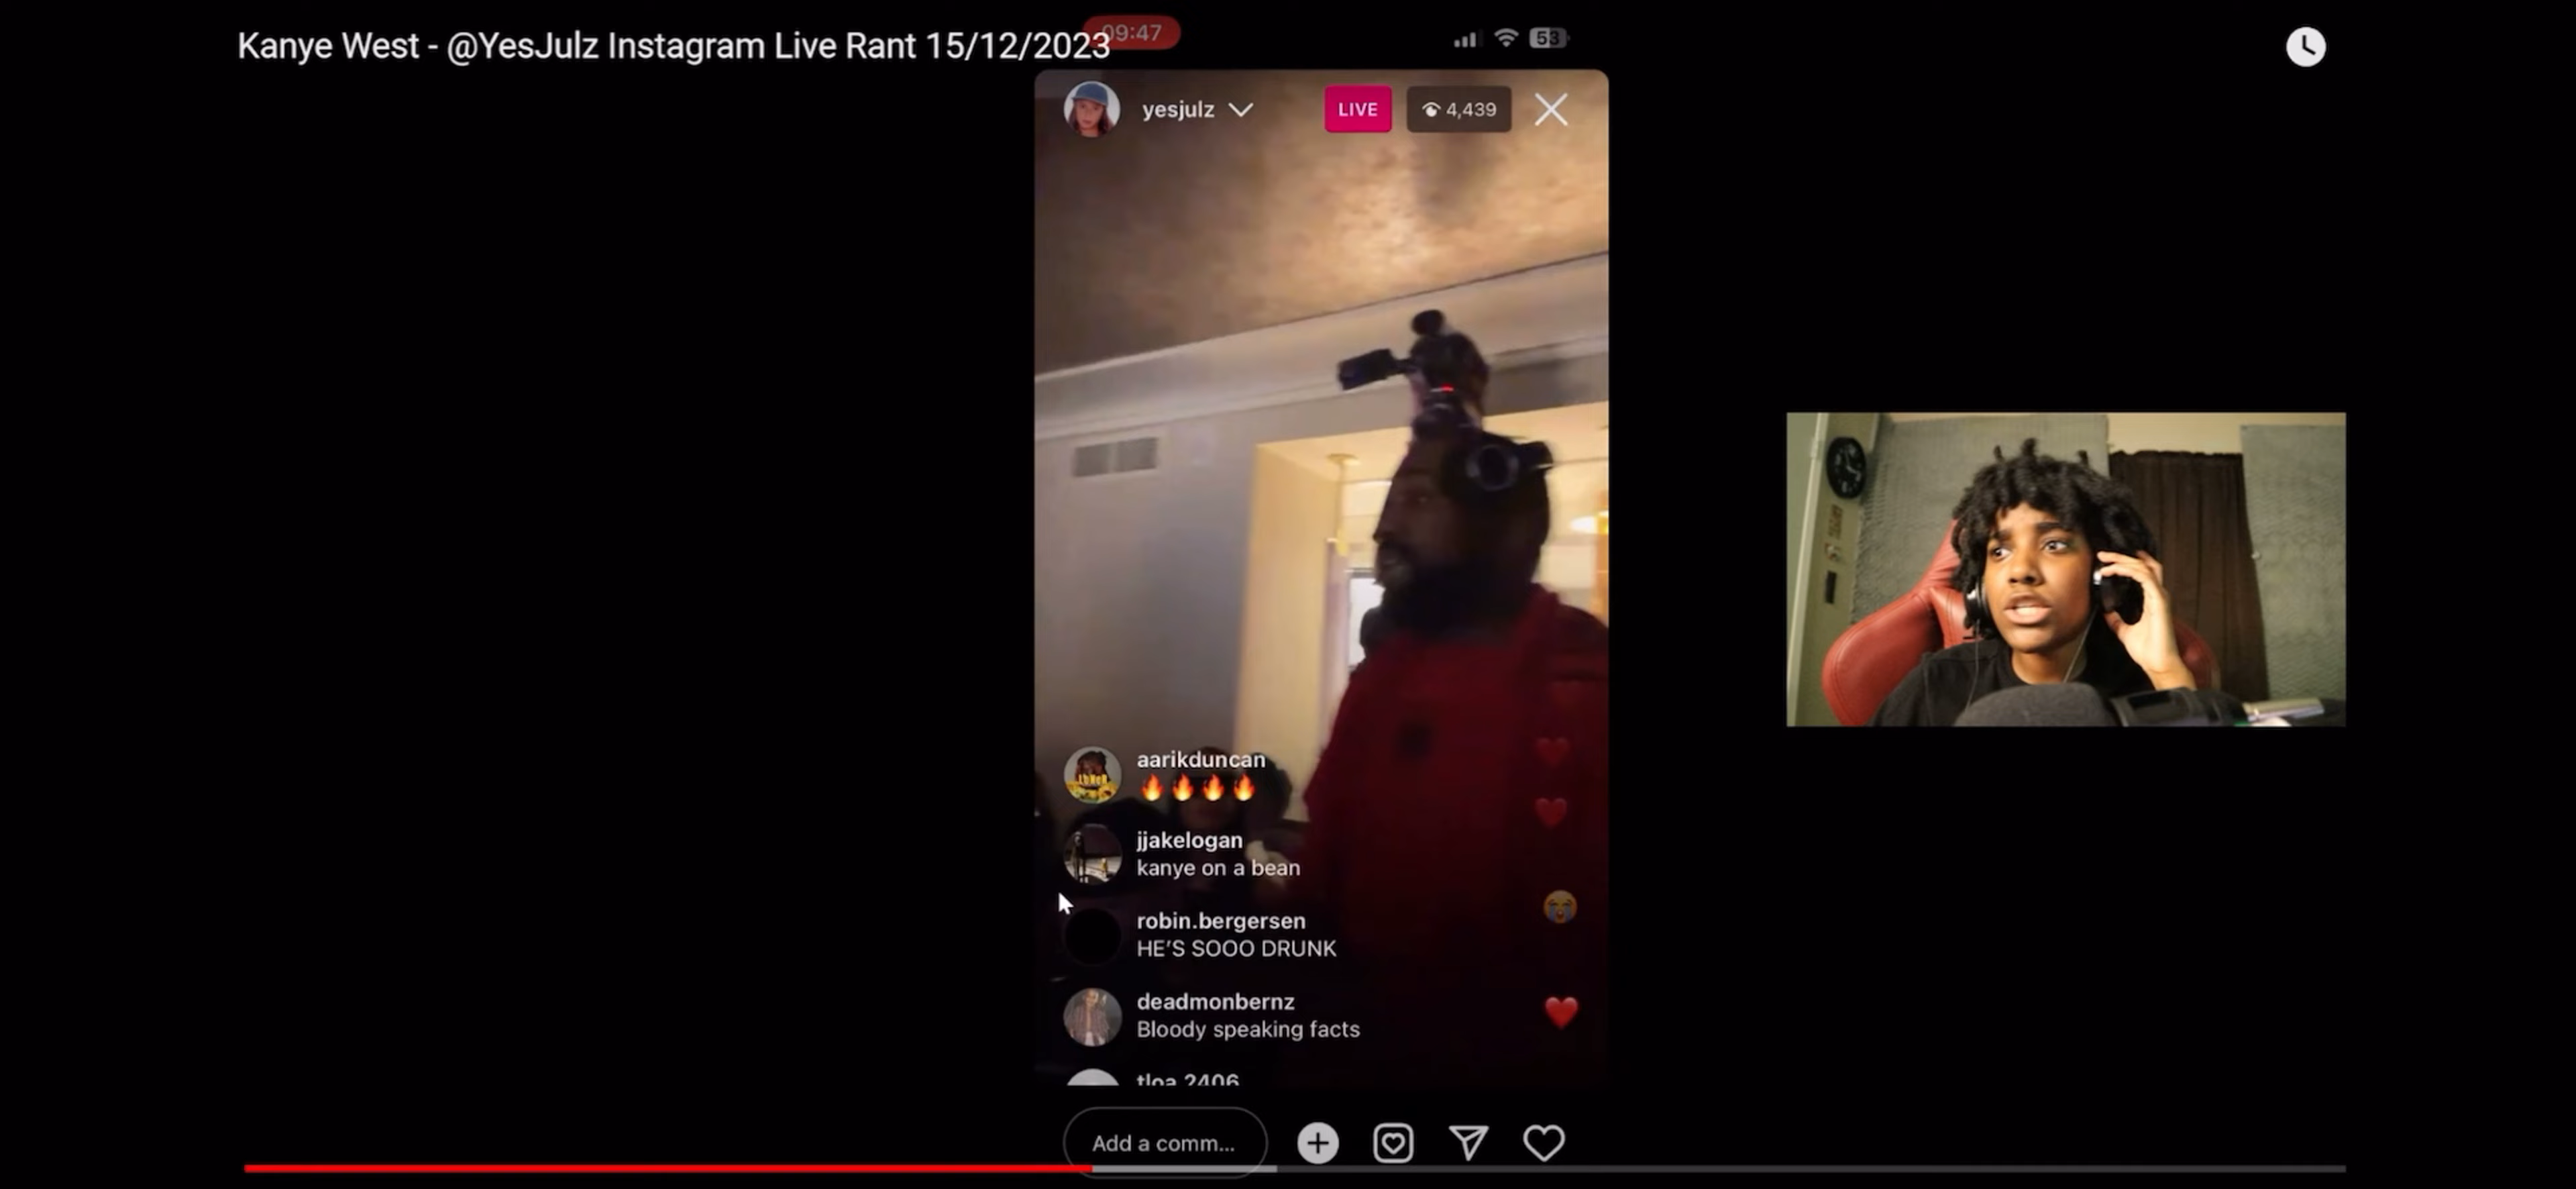 Kanye West - @YesJulz Instagram Live Rant 15/12/2023
09:47
53
yesjulz
LIVE
4,439
aarikduncan
🔥🔥🔥🔥
jjakelogan
kanye on a bean
robin.bergersen
HE'S SOOO DRUNK
deadmonbernz
Bloody speaking facts
tloa.2406
Add a comm...